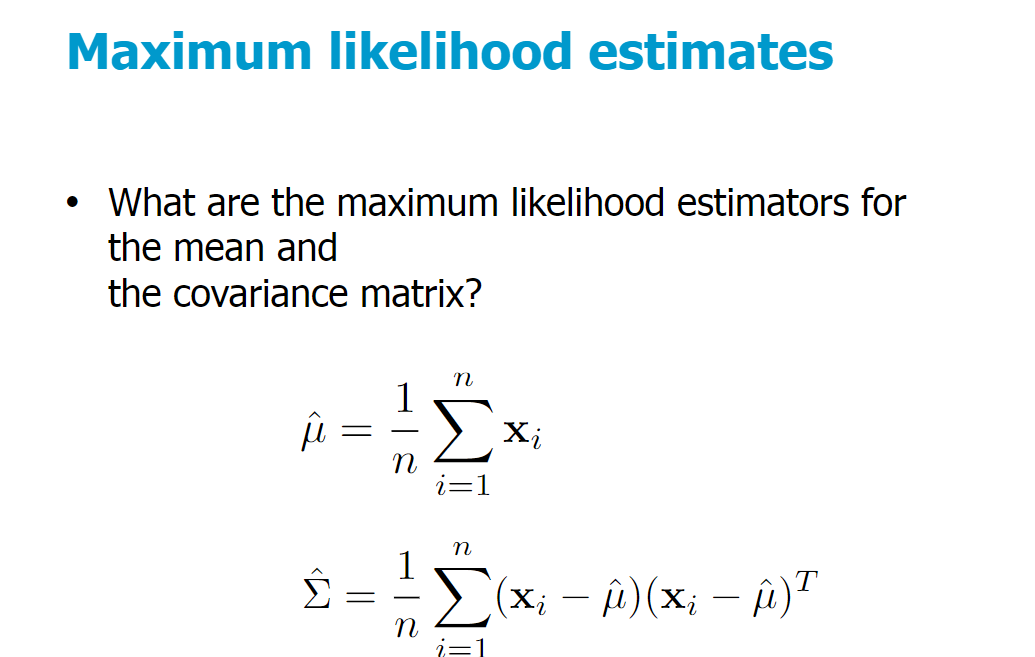 Maximum likelihood estimates
• What are the maximum likelihood estimators for
the mean and
the covariance matrix?
$\hat{\mu} = \frac{1}{n} \sum_{i=1}^{n} \mathbf{x}_i$
$\hat{\Sigma} = \frac{1}{n} \sum_{i=1}^{n} (\mathbf{x}_i - \hat{\mu})(\mathbf{x}_i - \hat{\mu})^T$